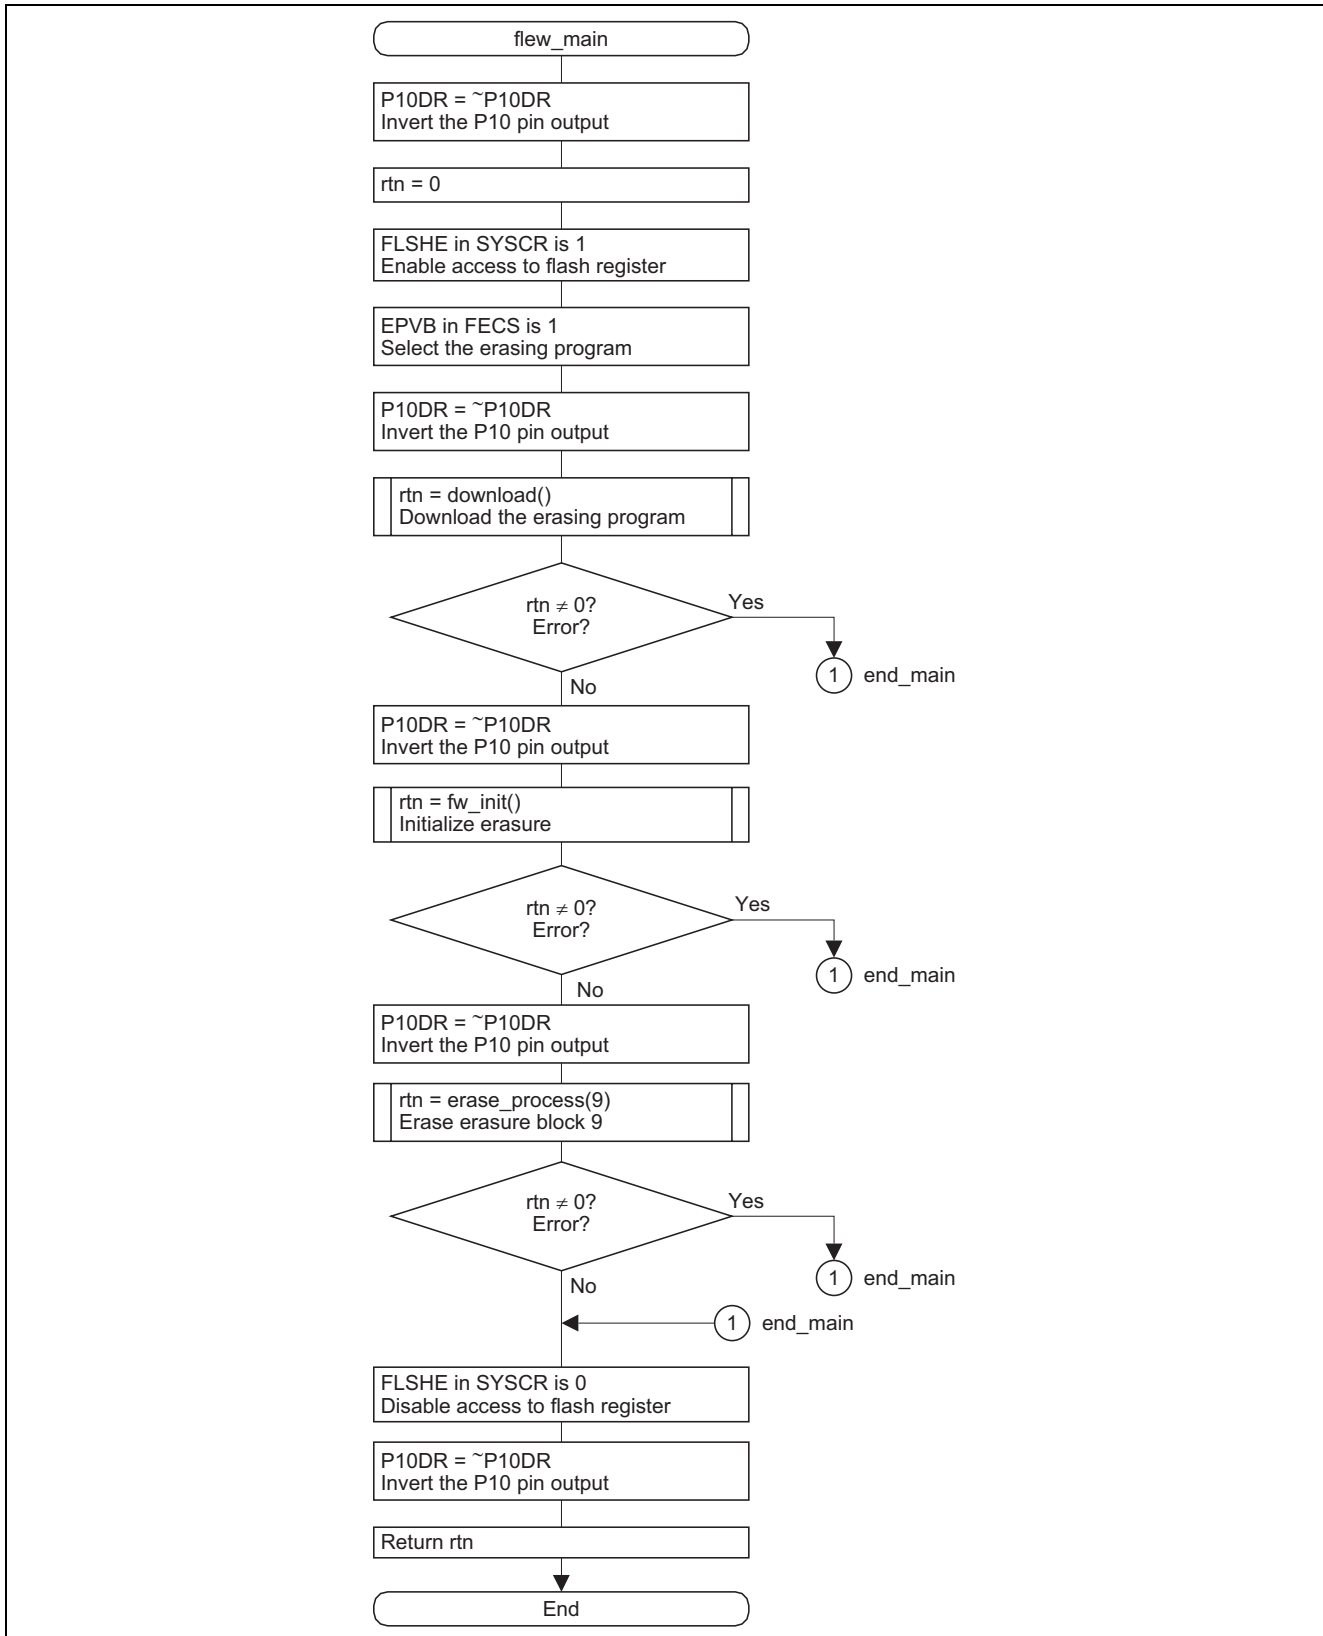 flew_main
P10DR = ~P10DR
Invert the P10 pin output
rtn = 0
FLSHE in SYSCR is 1
Enable access to flash register
EPVB in FECS is 1
Select the erasing program
P10DR = ~P10DR
Invert the P10 pin output
rtn = download()
Download the erasing program
rtn ≠ 0?
Error?
Yes
1 end_main
No
P10DR = ~P10DR
Invert the P10 pin output
rtn = fw_init()
Initialize erasure
rtn ≠ 0?
Error?
Yes
1 end_main
No
P10DR = ~P10DR
Invert the P10 pin output
rtn = erase_process(9)
Erase erasure block 9
rtn ≠ 0?
Error?
Yes
1 end_main
No
1 end_main
FLSHE in SYSCR is 0
Disable access to flash register
P10DR = ~P10DR
Invert the P10 pin output
Return rtn
End